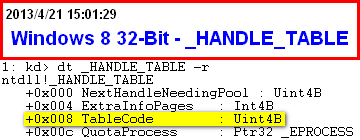 2013/4/21 15:01:29
Windows 8 32-Bit - _HANDLE_TABLE
1: kd> dt _HANDLE_TABLE -r
ntdll!_HANDLE_TABLE
+0x000 NextHandleNeedingPool : Uint4B
+0x004 ExtraInfoPages : Int4B
+0x008 TableCode : Uint4B
+0x00c QuotaProcess : Ptr32 _EPROCESS